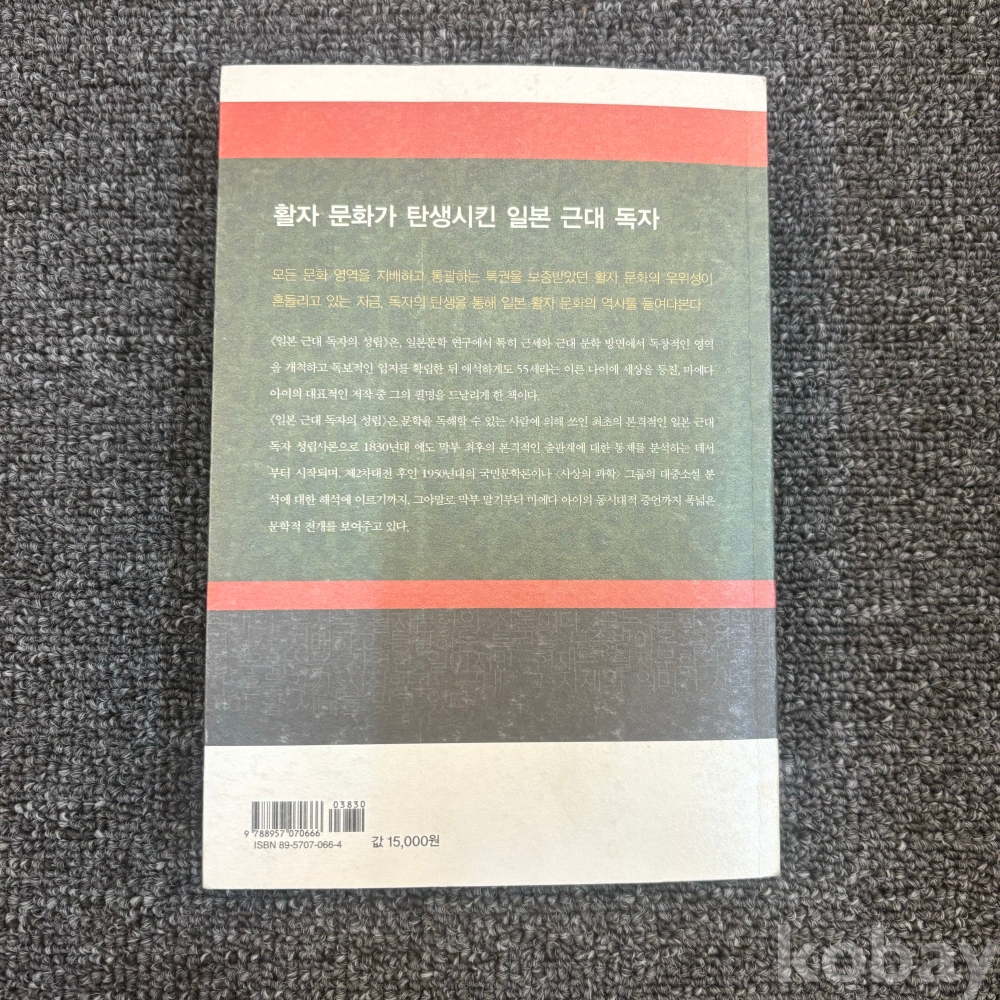 활자 문화가 탄생시킨 일본 근대 독자
모든 문화 영역을 지배하고 통괄하는 특권을 보증받았던 활자 문화의 우위성이
흔들리고 있는 지금, 독자의 탄생을 통해 일본 활자 문화의 역사를 들여다본다
《일본 근대 독자의 성립》은, 일본문학 연구에서 특히 근세와 근대 문학 방면에서 독창적인 영역
을 개척하고 독보적인 입지를 확립한 뒤 애석하게도 55세라는 이른 나이에 세상을 등진, 마에다
아이의 대표적인 저작 중 그의 필명을 드날리게 한 책이다.
《일본 근대 독자의 성립》은 문학을 독해할 수 있는 사람에 의해 쓰인 최초의 본격적인 일본 근대
독자 성립사론으로 1830년대 에도 막부 최후의 본격적인 출판계에 대한 통제를 분석하는 데서
부터 시작되며, 제2차대전 후인 1950년대의 국민문학론이나 〈사상의 과학〉 그룹의 대중소설 분
석에 대한 해석에 이르기까지, 그야말로 막부 말기부터 마에다 아이의 동시대적 증언까지 폭넓은
문학적 전개를 보여주고 있다.
03830
9 788957 070666
ISBN 89-5707-066-4
값 15,000원
kobay